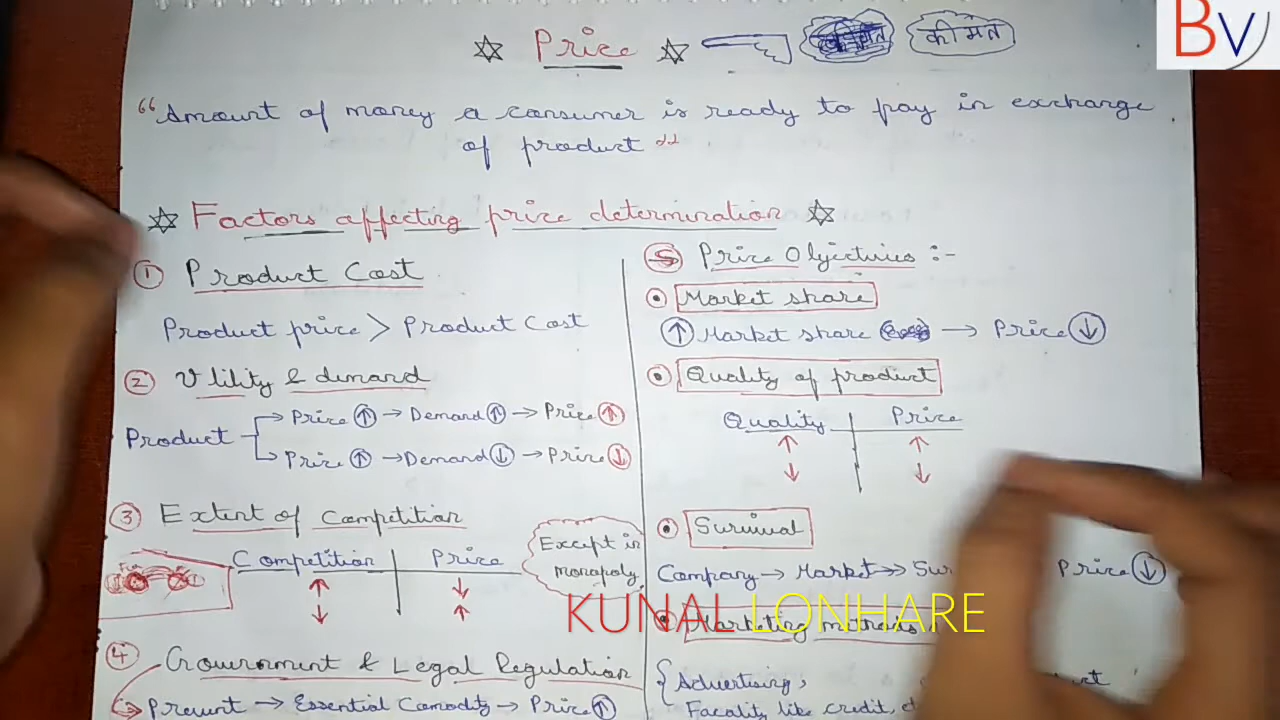 Price कीमत
BV
"Amount of money a consumer is ready to pay in exchange
of product"
Factors affecting price determination
① Product Cost
Product price > Product Cost
② Utility & demand
Product
Price ↑ → Demand ↑ → Price ↑
Price ↑ → Demand ↓ → Price ↓
③ Extent of Competition
Competition Price
↑ ↓
↓ ↑
Except in
monopoly
④ Government & Legal Regulation
Prevent → Essential Comodity → Price ↑
⑤ Price Objectives :-
• Market share
↑ Market share → Price ↓
• Quality of product
Quality Price
↑ ↑
↓ ↓
• Survival
Company → Market → Price ↓
KUNAL LONHARE
• Marketing
Advertising,
Facality like credit,